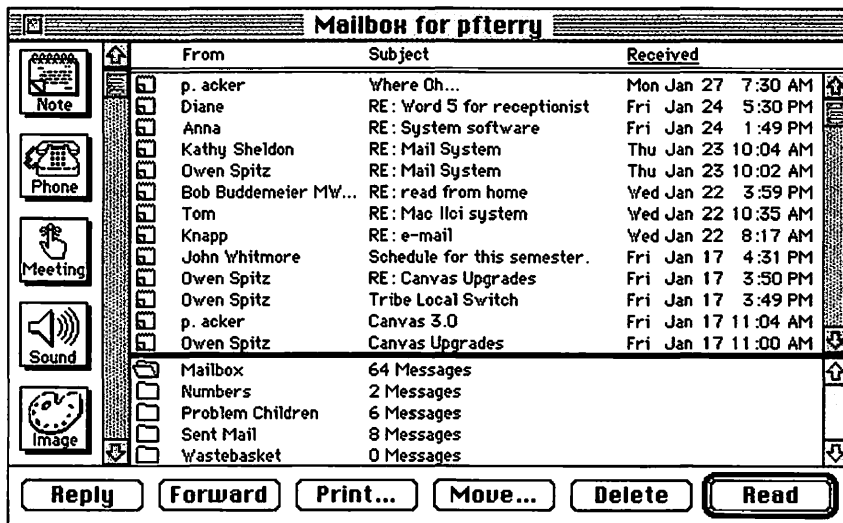 Mailbox for pfterry
From Subject Received
Note
Phone
Meeting
Sound
Image
p. acker Where Oh... Mon Jan 27 7:30 AM
Diane RE: Word 5 for receptionist Fri Jan 24 5:30 PM
Anna RE: System software Fri Jan 24 1:49 PM
Kathy Sheldon RE: Mail System Thu Jan 23 10:04 AM
Owen Spitz RE: Mail System Thu Jan 23 10:02 AM
Bob Buddemeier MW... RE: read from home Wed Jan 22 3:59 PM
Tom RE: Mac IIci system Wed Jan 22 10:35 AM
Knapp RE: e-mail Wed Jan 22 8:17 AM
John Whitmore Schedule for this semester. Fri Jan 17 4:31 PM
Owen Spitz RE: Canvas Upgrades Fri Jan 17 3:50 PM
Owen Spitz Tribe Local Switch Fri Jan 17 3:49 PM
p. acker Canvas 3.0 Fri Jan 17 11:04 AM
Owen Spitz Canvas Upgrades Fri Jan 17 11:00 AM
Mailbox 64 Messages
Numbers 2 Messages
Problem Children 6 Messages
Sent Mail 8 Messages
Wastebasket 0 Messages
Reply Forward Print... Move... Delete Read